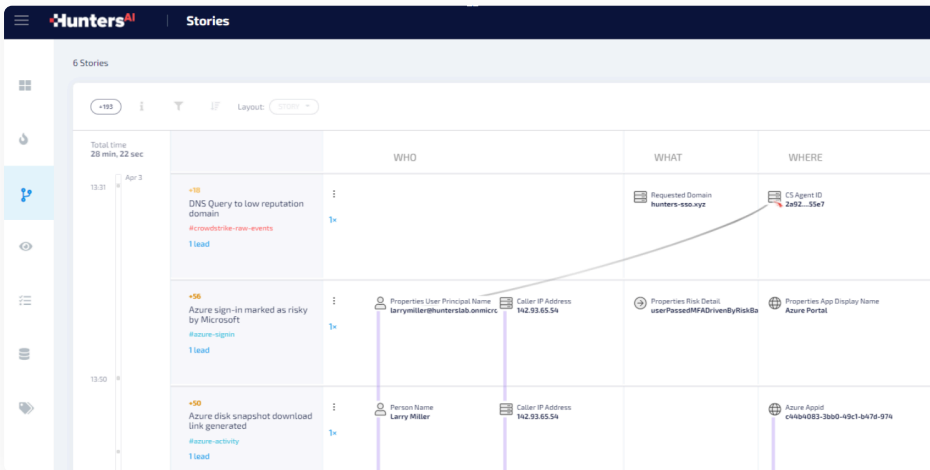 HuntersAI
Stories
6 Stories
+193
Layout:
STORY
Total time
28 min, 22 sec
WHO
WHAT
WHERE
Apr 3
13:31
+18
DNS Query to low reputation
domain
#crowdstrike-raw-events
1 lead
1×
Requested Domain
hunters-sso.xyz
CS Agent ID
2a92....55e7
+56
Azure sign-in marked as risky
by Microsoft
#azure-signin
1 lead
1×
Properties User Principal Name
larrymiller@hunterslab.onmicrc
Caller IP Address
142.93.65.54
Properties Risk Detail
userPassedMFADrivenByRiskBa
Properties App Display Name
Azure Portal
13:50
+50
Azure disk snapshot download
link generated
#azure-activity
1 lead
1×
Person Name
Larry Miller
Caller IP Address
142.93.65.54
Azure Appid
c44b4083-3bb0-49c1-b47d-974